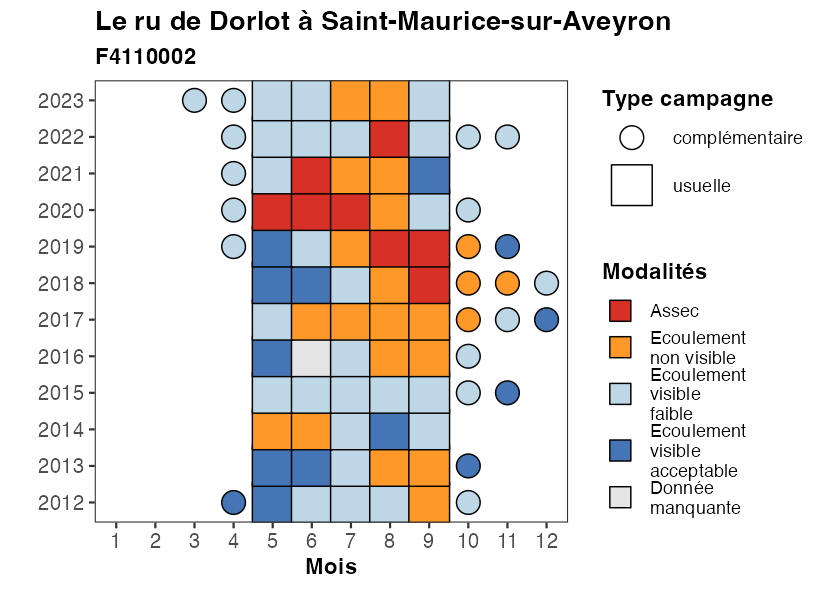 Le ru de Dorlot à Saint-Maurice-sur-Aveyron
F4110002
2023
2022
2021
2020
2019
2018
2017
2016
2015
2014
2013
2012
1 2 3 4 5 6 7 8 9 10 11 12
Mois
Type campagne
complémentaire
usuelle
Modalités
Assec
Ecoulement
non visible
Ecoulement
visible
faible
Ecoulement
visible
acceptable
Donnée
manquante